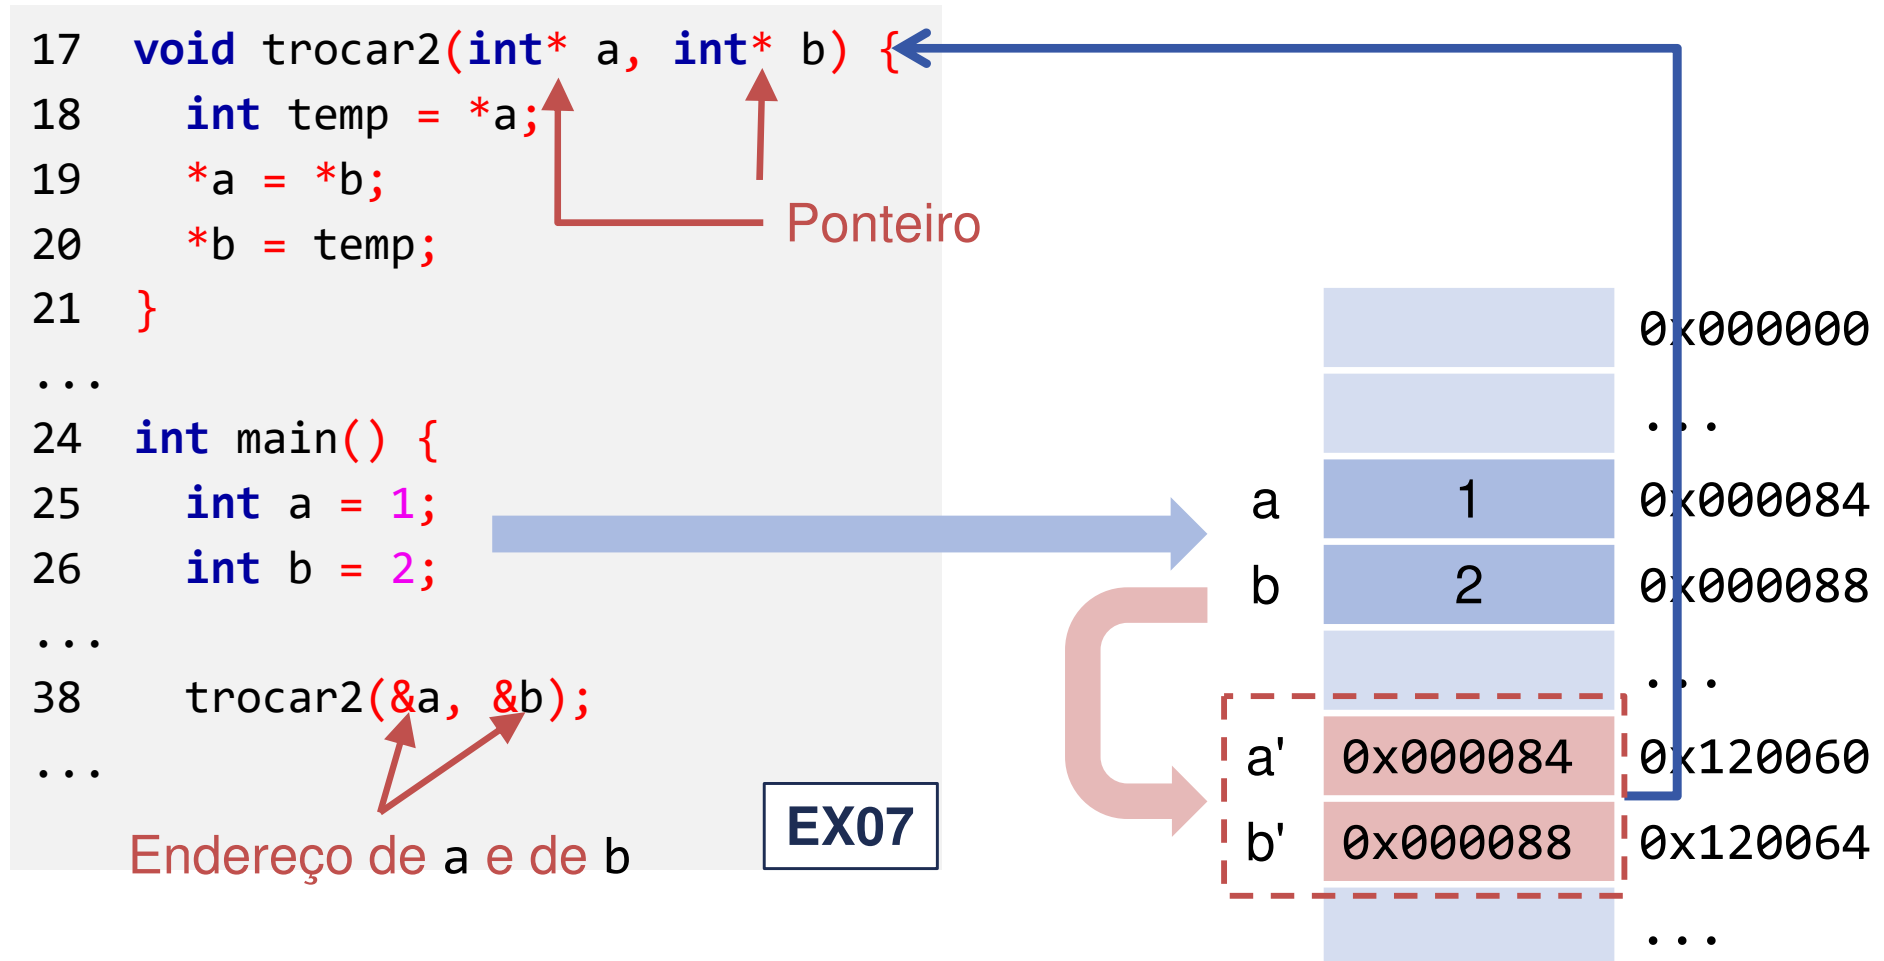 17 void trocar2(int* a, int* b) {
18 int temp = *a;
19 *a = *b;
20 *b = temp;
21 }
...
24 int main() {
25 int a = 1;
26 int b = 2;
...
38 trocar2(&a, &b);
...
Ponteiro
Endereço de a e de b
EX07
0x000000
...
a 1 0x000084
b 2 0x000088
...
a' 0x000084 0x120060
b' 0x000088 0x120064
...